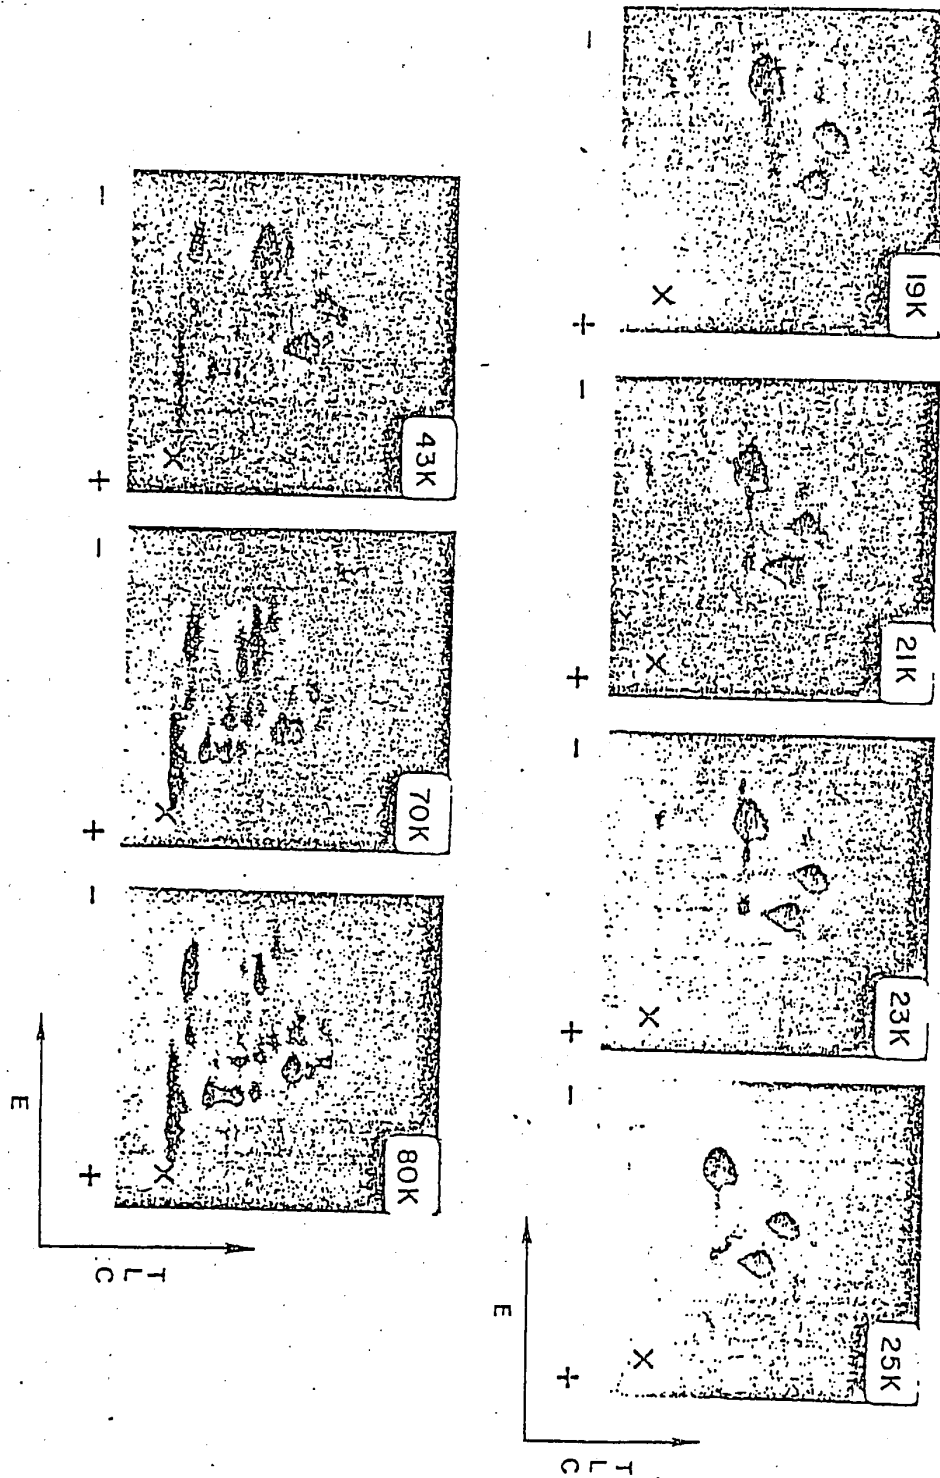 19K
21K
23K
25K
− +
− +
− +
− +
E
TLC
43K
70K
80K
− +
− +
− +
E
TLC
X
X
X
X
X
X
X